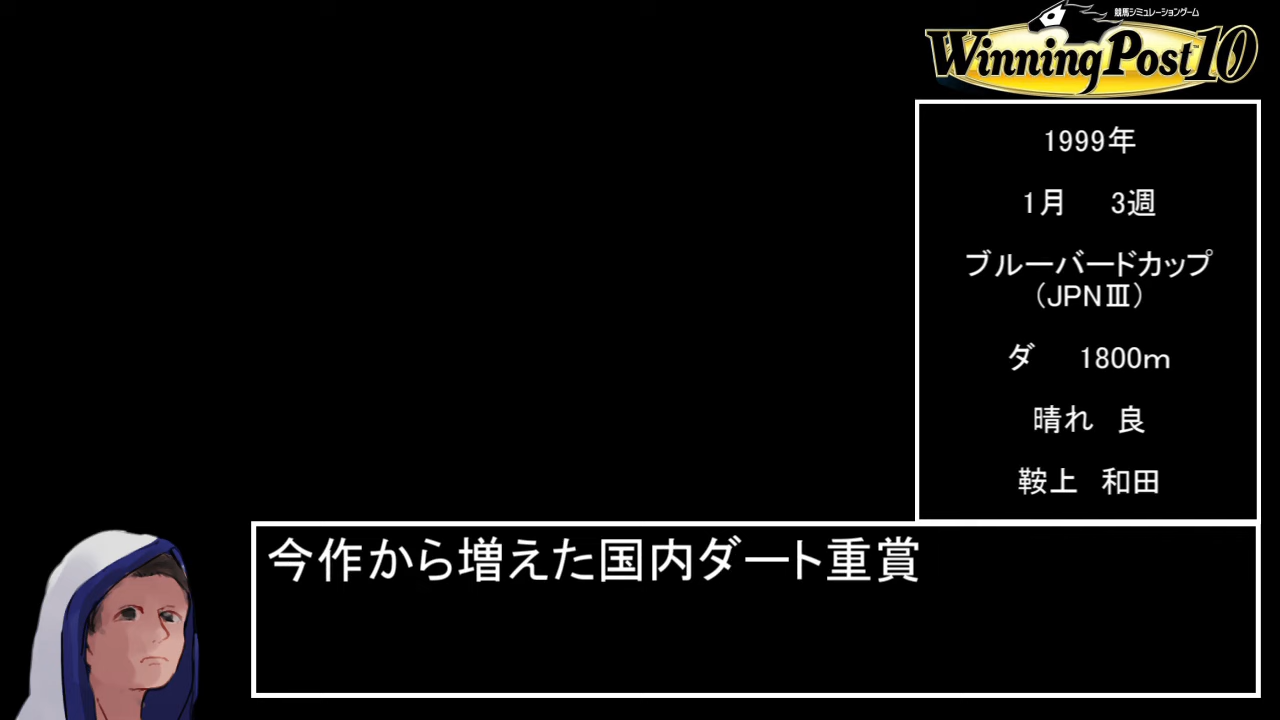 競馬シミュレーションゲーム
Winning Post 10
1999年
1月 3週
ブルーバードカップ
（JPNⅢ）
ダ 1800ｍ
晴れ 良
鞍上 和田
今作から増えた国内ダート重賞